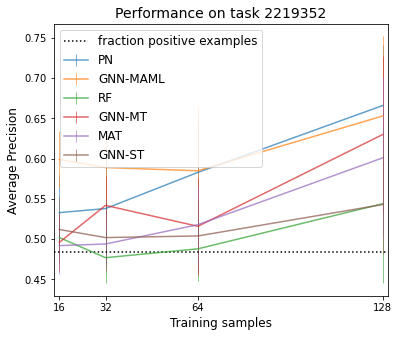 Performance on task 2219352
0.75
0.70
0.65
0.60
0.55
0.50
0.45
Average Precision
fraction positive examples
PN
GNN-MAML
RF
GNN-MT
MAT
GNN-ST
16
32
64
128
Training samples